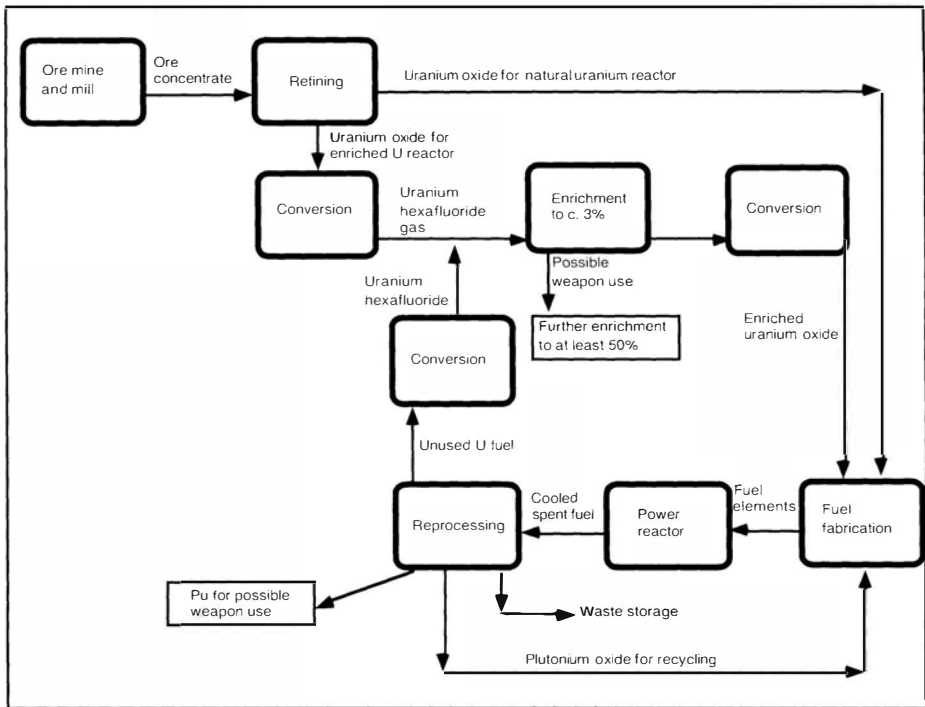 Ore mine
and mill
Ore
concentrate
Refining
Uranium oxide for natural uranium reactor
Uranium oxide for
enriched U reactor
Conversion
Uranium
hexafluoride
gas
Enrichment
to c. 3%
Conversion
Possible
weapon use
Uranium
hexafluoride
Further enrichment
to at least 50%
Enriched
uranium oxide
Conversion
Unused U fuel
Reprocessing
Cooled
spent fuel
Power
reactor
Fuel
elements
Fuel
fabrication
Pu for possible
weapon use
Waste storage
Plutonium oxide for recycling